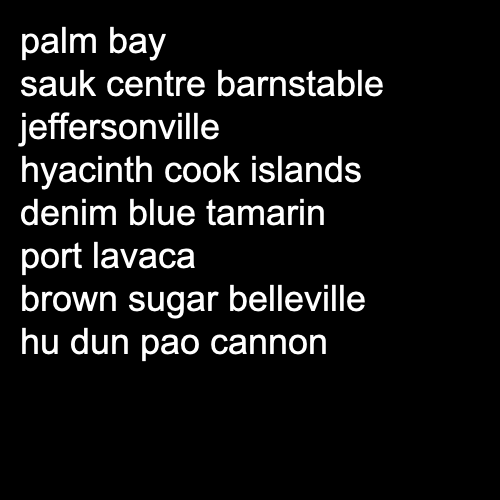 palm bay
sauk centre barnstable
jeffersonville
hyacinth cook islands
denim blue tamarin
port lavaca
brown sugar belleville
hu dun pao cannon